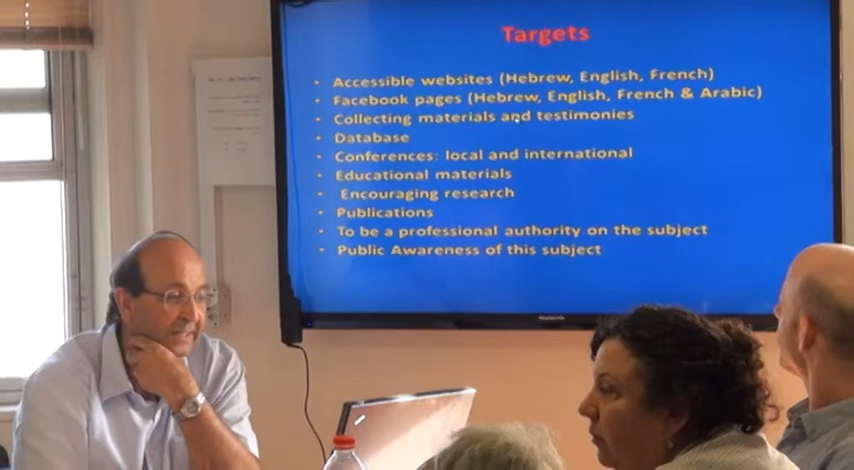 Targets
• Accessible websites (Hebrew, English, French)
• Facebook pages (Hebrew, English, French & Arabic)
• Collecting materials and testimonies
• Database
• Conferences: local and international
• Educational materials
• Encouraging research
• Publications
• To be a professional authority on the subject
• Public Awareness of this subject